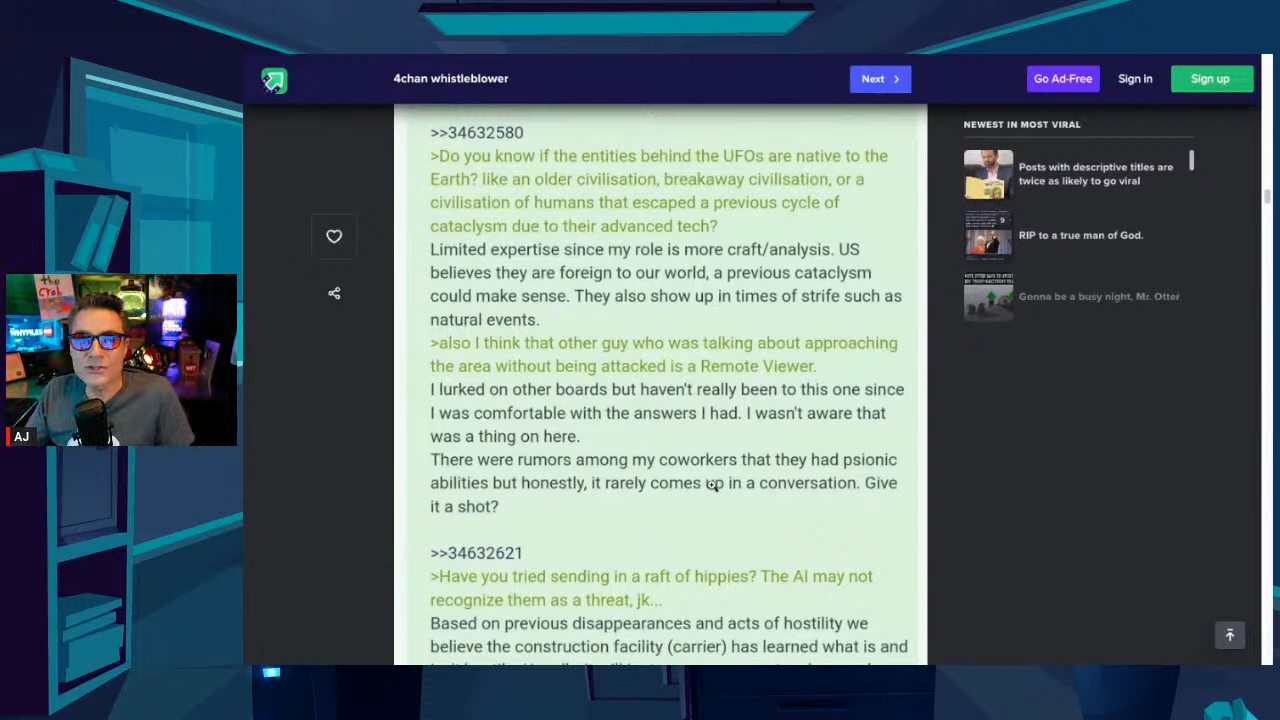 4chan whistleblower
Next
Go Ad-Free
Sign in
Sign up
>>34632580
>Do you know if the entities behind the UFOs are native to the
Earth? like an older civilisation, breakaway civilisation, or a
civilisation of humans that escaped a previous cycle of
cataclysm due to their advanced tech?
Limited expertise since my role is more craft/analysis. US
believes they are foreign to our world, a previous cataclysm
could make sense. They also show up in times of strife such as
natural events.
>also I think that other guy who was talking about approaching
the area without being attacked is a Remote Viewer.
I lurked on other boards but haven't really been to this one since
I was comfortable with the answers I had. I wasn't aware that
was a thing on here.
There were rumors among my coworkers that they had psionic
abilities but honestly, it rarely comes up in a conversation. Give
it a shot?
>>34632621
>Have you tried sending in a raft of hippies? The AI may not
recognize them as a threat, jk...
Based on previous disappearances and acts of hostility we
believe the construction facility (carrier) has learned what is and
NEWEST IN MOST VIRAL
Posts with descriptive titles are
twice as likely to go viral
9
RIP to a true man of God.
Gonna be a busy night, Mr. Otter
the
Crab
AJ